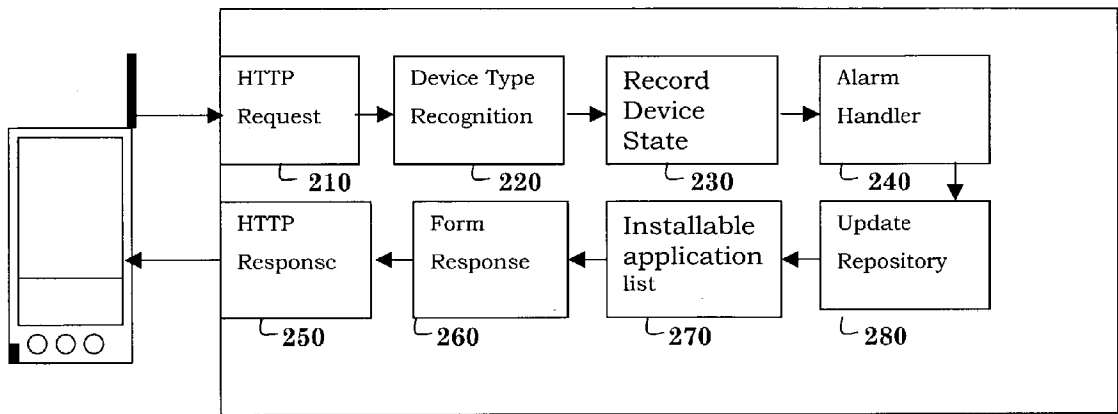 HTTP
Request
210
Device Type
Recognition
220
Record
Device
State
230
Alarm
Handler
240
HTTP
Response
250
Form
Response
260
Installable
application
list
270
Update
Repository
280